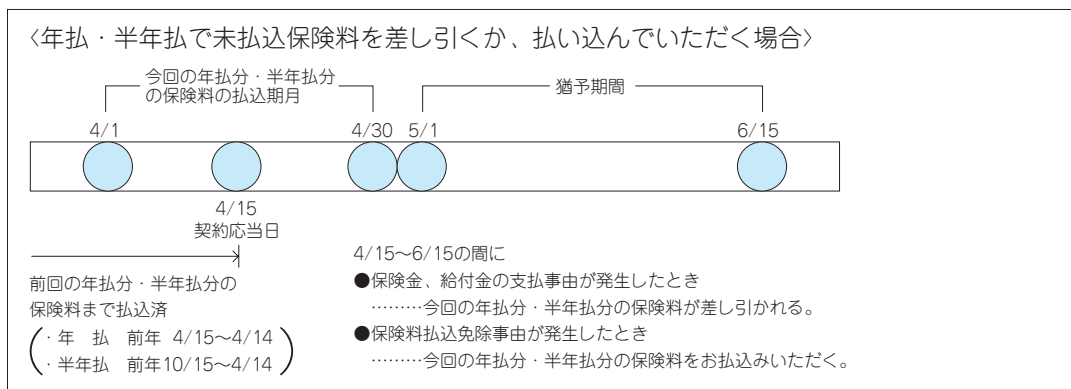 〈年払・半年払で未払込保険料を差し引くか、払い込んでいただく場合〉
今回の年払分・半年払分
の保険料の払込期月
猶予期間
4/1
4/30
5/1
6/15
4/15
契約応当日
前回の年払分・半年払分の
保険料まで払込済
・年　払　前年 4/15～4/14
・半年払　前年10/15～4/14
4/15～6/15の間に
●保険金、給付金の支払事由が発生したとき
………今回の年払分・半年払分の保険料が差し引かれる。
●保険料払込免除事由が発生したとき
………今回の年払分・半年払分の保険料をお払込みいただく。